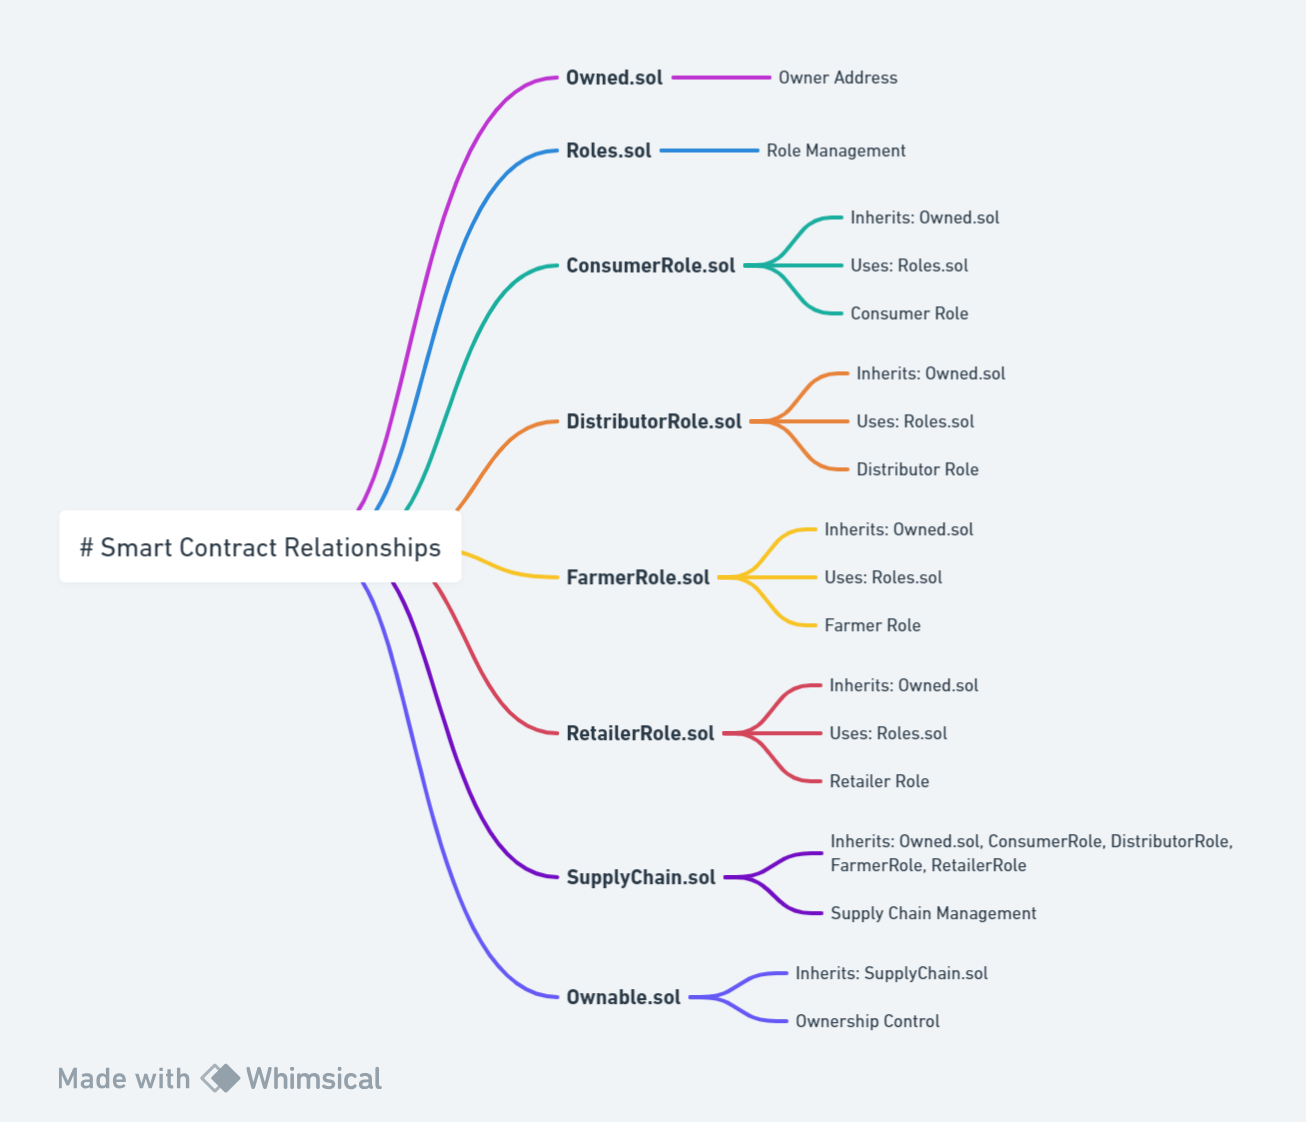 Owned.sol
Owner Address
Roles.sol
Role Management
ConsumerRole.sol
Inherits: Owned.sol
Uses: Roles.sol
Consumer Role
DistributorRole.sol
Inherits: Owned.sol
Uses: Roles.sol
Distributor Role
# Smart Contract Relationships
FarmerRole.sol
Inherits: Owned.sol
Uses: Roles.sol
Farmer Role
RetailerRole.sol
Inherits: Owned.sol
Uses: Roles.sol
Retailer Role
SupplyChain.sol
Inherits: Owned.sol, ConsumerRole, DistributorRole,
FarmerRole, RetailerRole
Supply Chain Management
Ownable.sol
Inherits: SupplyChain.sol
Ownership Control
Made with Whimsical